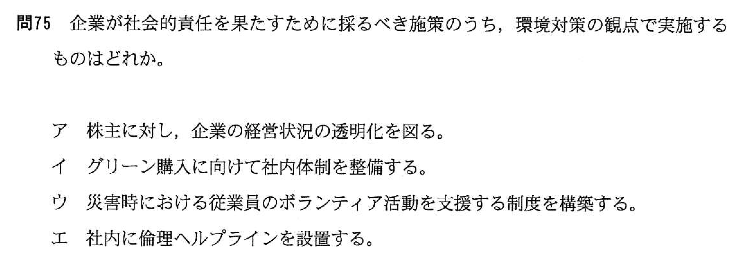 問75　企業が社会的責任を果たすために採るべき施策のうち，環境対策の観点で実施する
ものはどれか。
ア　株主に対し，企業の経営状況の透明化を図る。
イ　グリーン購入に向けて社内体制を整備する。
ウ　災害時における従業員のボランティア活動を支援する制度を構築する。
エ　社内に倫理ヘルプラインを設置する。